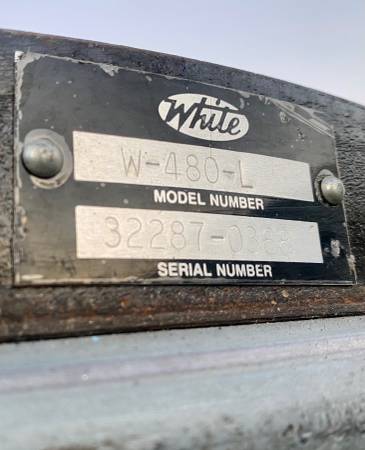 White
W-480-L
MODEL NUMBER
SERIAL NUMBER